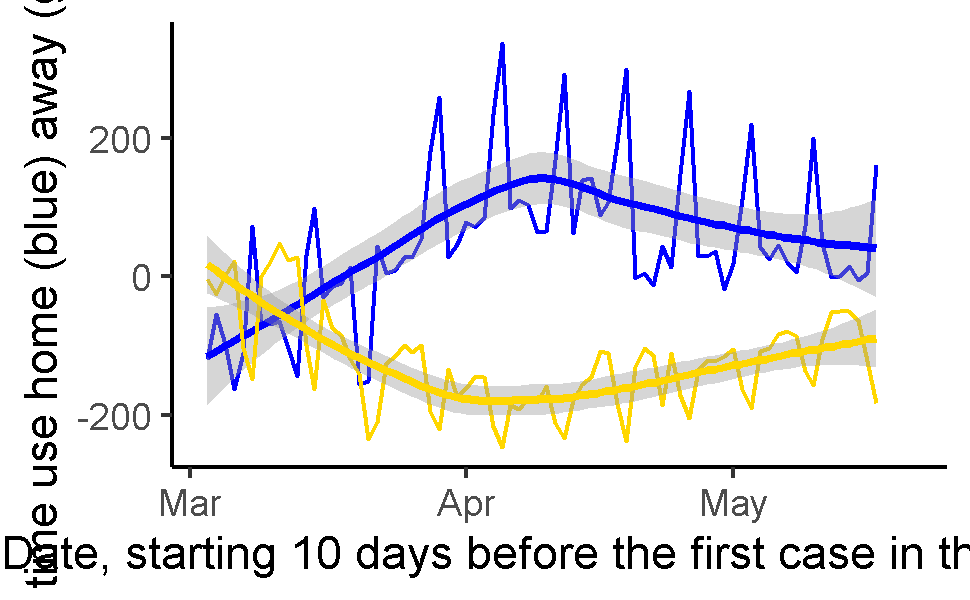 time use home (blue) away (
200
0
-200
Mar Apr May
Date, starting 10 days before the first case in th